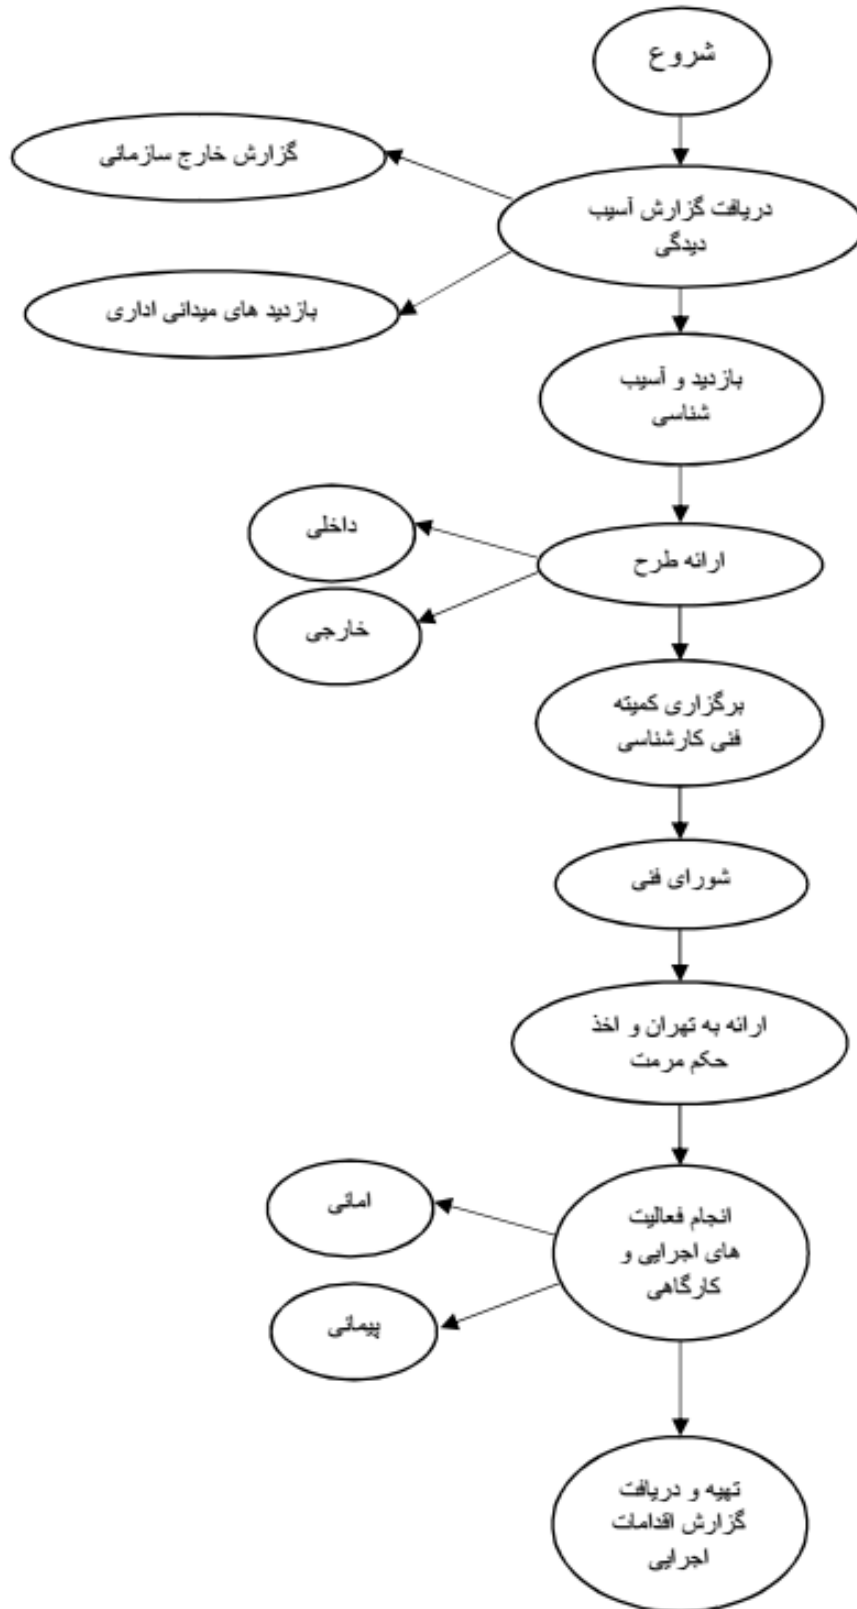 شروع
دریافت گزارش آسیب
دیدگی
گزارش خارج سازمانی
بازدید های میدانی اداری
بازدید و آسیب
شناسی
ارائه طرح
داخلی
خارجی
برگزاری کمیته
فنی کارشناسی
شورای فنی
ارائه به تهران و اخذ
حکم مرمت
انجام فعالیت
های اجرایی و
کارگاهی
امانی
پیمانی
تهیه و دریافت
گزارش اقدامات
اجرایی